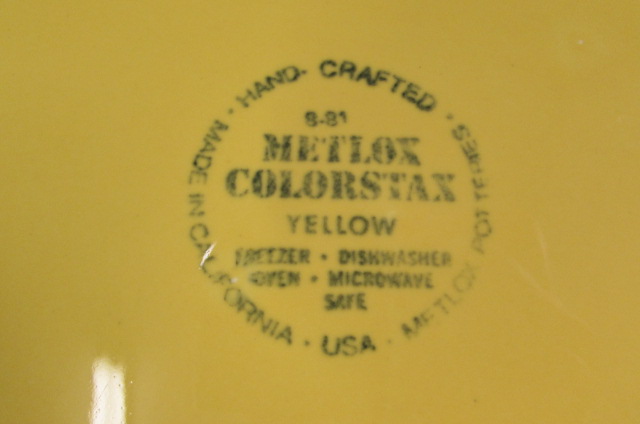 MADE IN CALIFORNIA · USA · METLOX POTTERIES · HAND-CRAFTED ·
8-81
METLOX
COLORSTAX
YELLOW
FREEZER · DISHWASHER
OVEN · MICROWAVE
SAFE